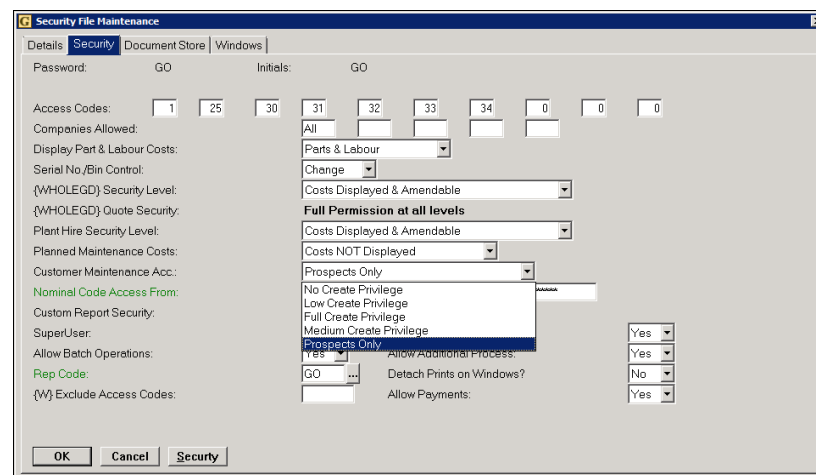 G Security File Maintenance
Details Security Document Store Windows
Password: GO Initials: GO
Access Codes: 1 25 30 31 32 33 34 0 0 0
Companies Allowed: All
Display Part & Labour Costs: Parts & Labour
Serial No./Bin Control: Change
{WHOLEGD} Security Level: Costs Displayed & Amendable
{WHOLEGD} Quote Security: Full Permission at all levels
Plant Hire Security Level: Costs Displayed & Amendable
Planned Maintenance Costs: Costs NOT Displayed
Customer Maintenance Acc.: Prospects Only
No Create Privilege
Nominal Code Access From:
Low Create Privilege
Custom Report Security: Full Create Privilege
SuperUser: Medium Create Privilege Yes
Prospects Only
Allow Batch Operations: Yes Allow Additional Process: Yes
Rep Code: GO ... Detach Prints on Windows? No
{W} Exclude Access Codes: Allow Payments: Yes
OK Cancel Securty